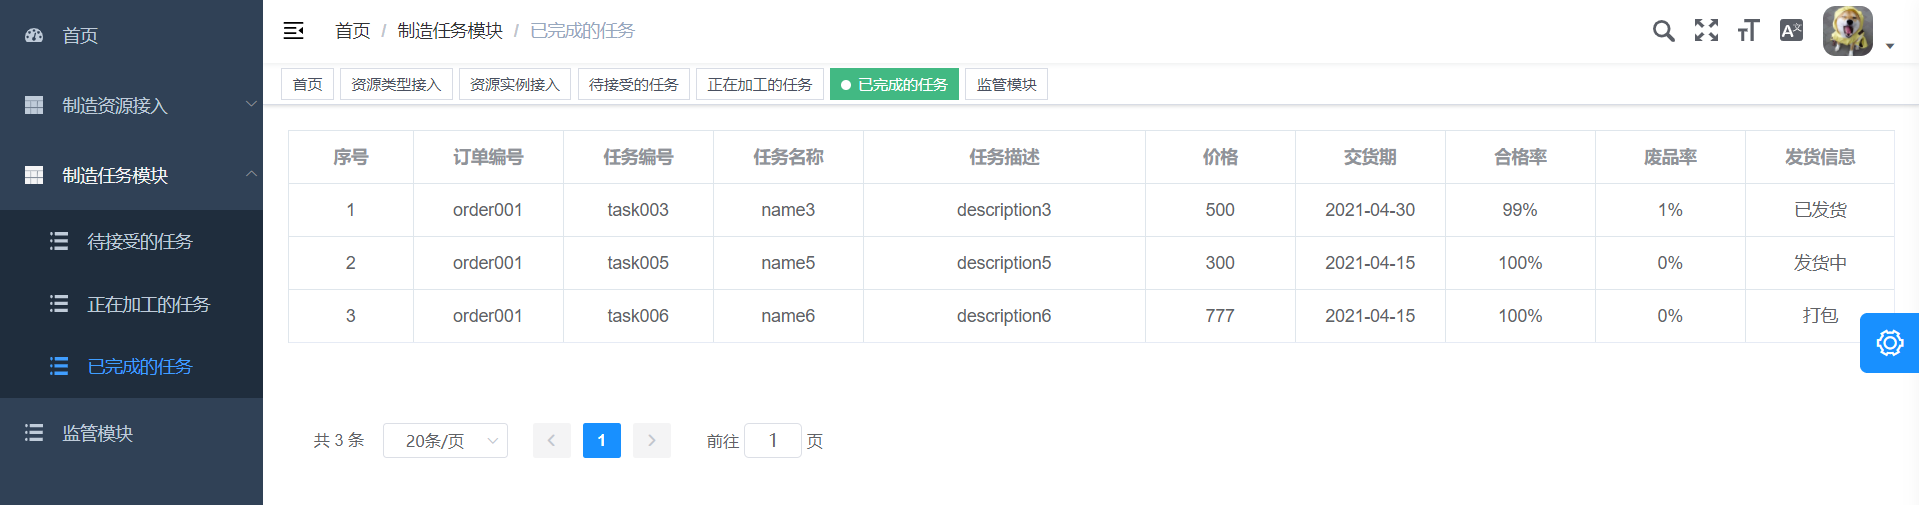 首页
制造资源接入
制造任务模块
待接受的任务
正在加工的任务
已完成的任务
监管模块
首页 / 制造任务模块 / 已完成的任务
首页 资源类型接入 资源实例接入 待接受的任务 正在加工的任务 已完成的任务 监管模块
序号 订单编号 任务编号 任务名称 任务描述 价格 交货期 合格率 废品率 发货信息
1 order001 task003 name3 description3 500 2021-04-30 99% 1% 已发货
2 order001 task005 name5 description5 300 2021-04-15 100% 0% 发货中
3 order001 task006 name6 description6 777 2021-04-15 100% 0% 打包
共 3 条 20条/页 1 前往 1 页